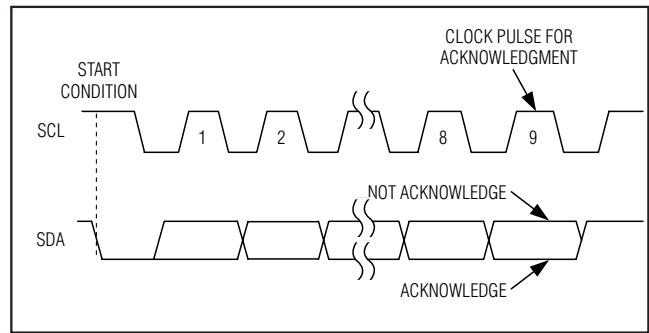 CLOCK PULSE FOR
ACKNOWLEDGMENT
START
CONDITION
SCL
1
2
8
9
NOT ACKNOWLEDGE
SDA
ACKNOWLEDGE